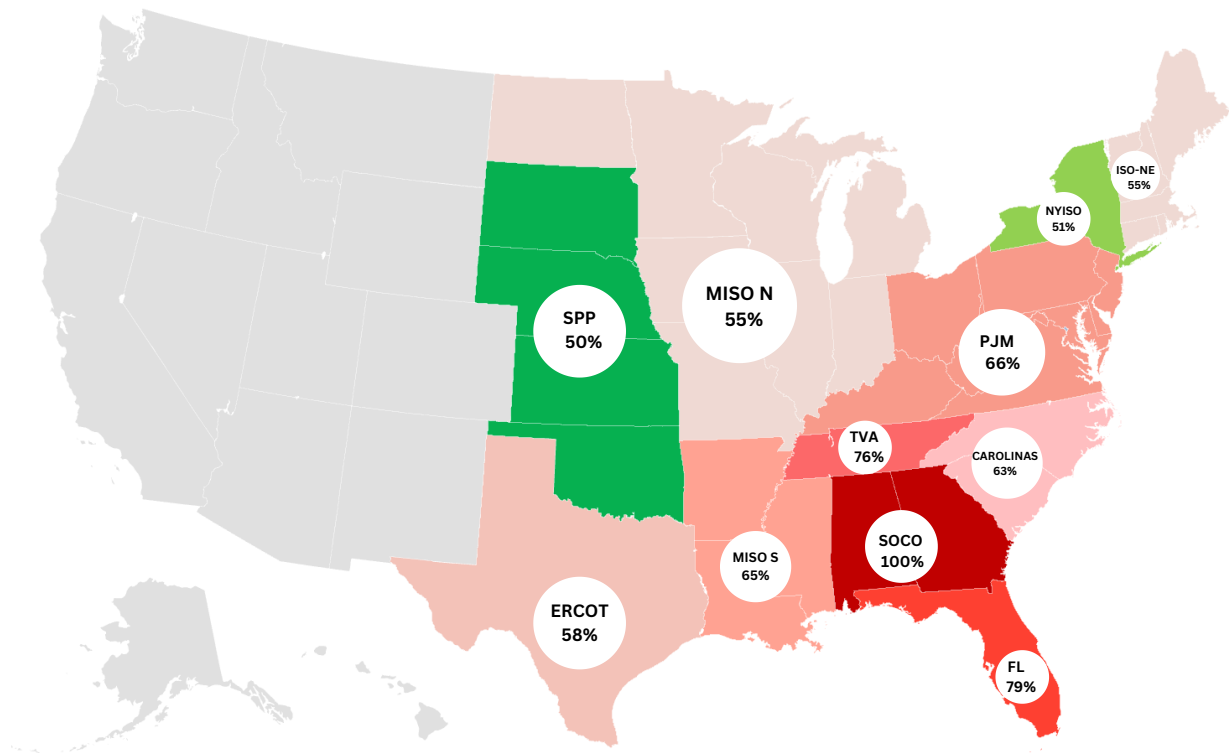 ISO-NE
55%
NYISO
51%
MISO N
55%
SPP
50%
PJM
66%
TVA
76%
CAROLINAS
63%
SOCO
100%
MISO S
65%
ERCOT
58%
FL
79%